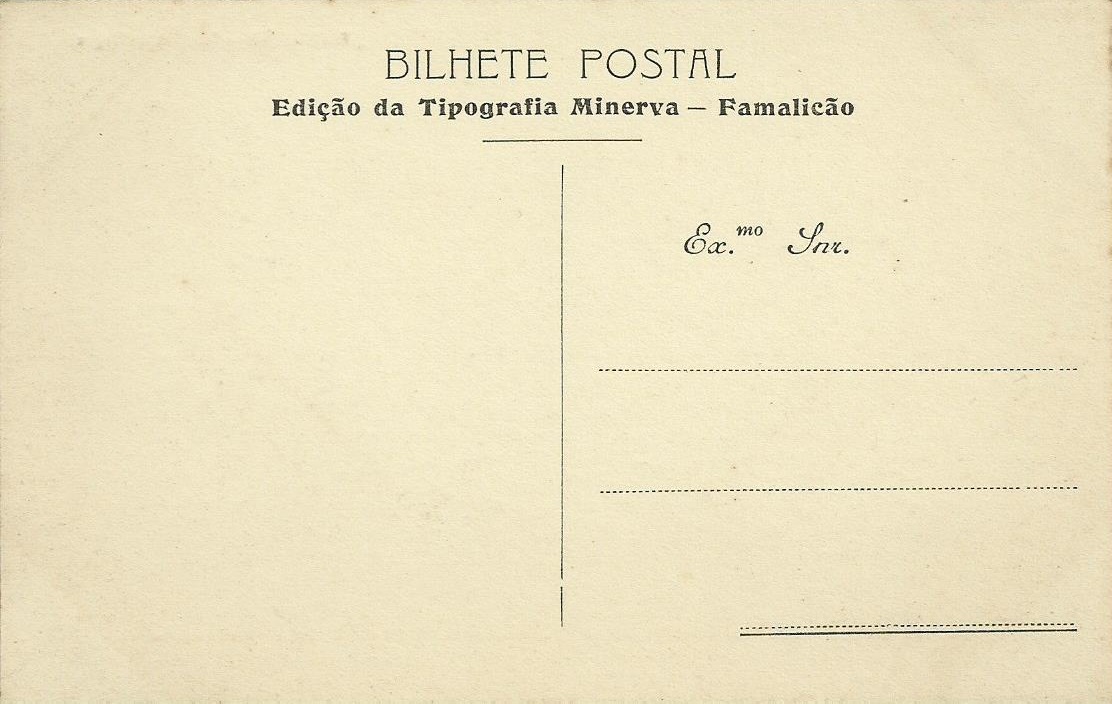 BILHETE POSTAL
Edição da Tipografia Minerva — Famalicão
Ex.mo Snr.